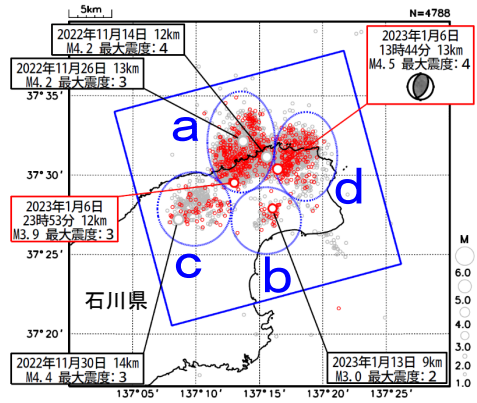 N=4788
2022年11月14日 12km
M4.2 最大震度：4
2022年11月26日 13km
M4.2 最大震度：3
2023年1月6日
13時44分 13km
M4.5 最大震度：4
37°35′
37°30′
37°25′
37°20′
a
d
c
b
2023年1月6日
23時53分 12km
M3.9 最大震度：3
石川県
M
6.0
5.0
4.0
3.0
2.0
1.0
2022年11月30日 14km
M4.4 最大震度：3
2023年1月13日 9km
M3.0 最大震度：2
137°05′
137°10′
137°15′
137°20′
137°25′